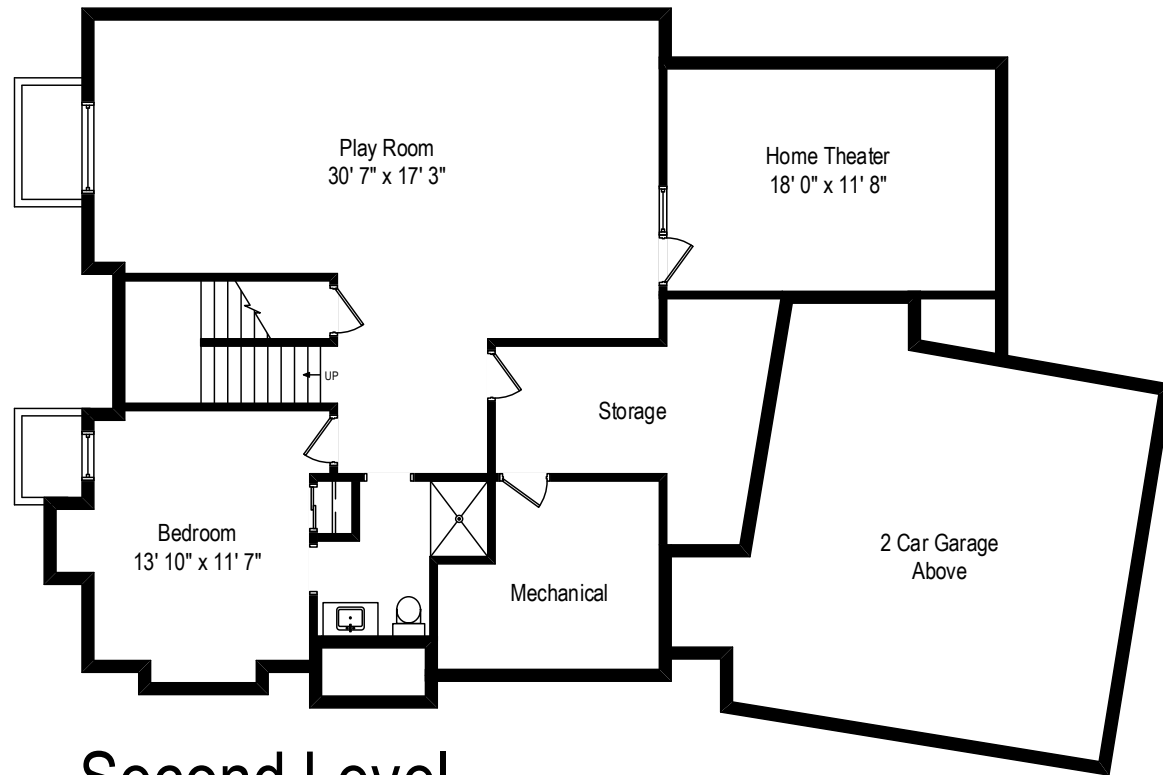 Play Room
30' 7" x 17' 3"
Home Theater
18' 0" x 11' 8"
UP
Storage
Bedroom
13' 10" x 11' 7"
2 Car Garage
Above
Mechanical
Second Level